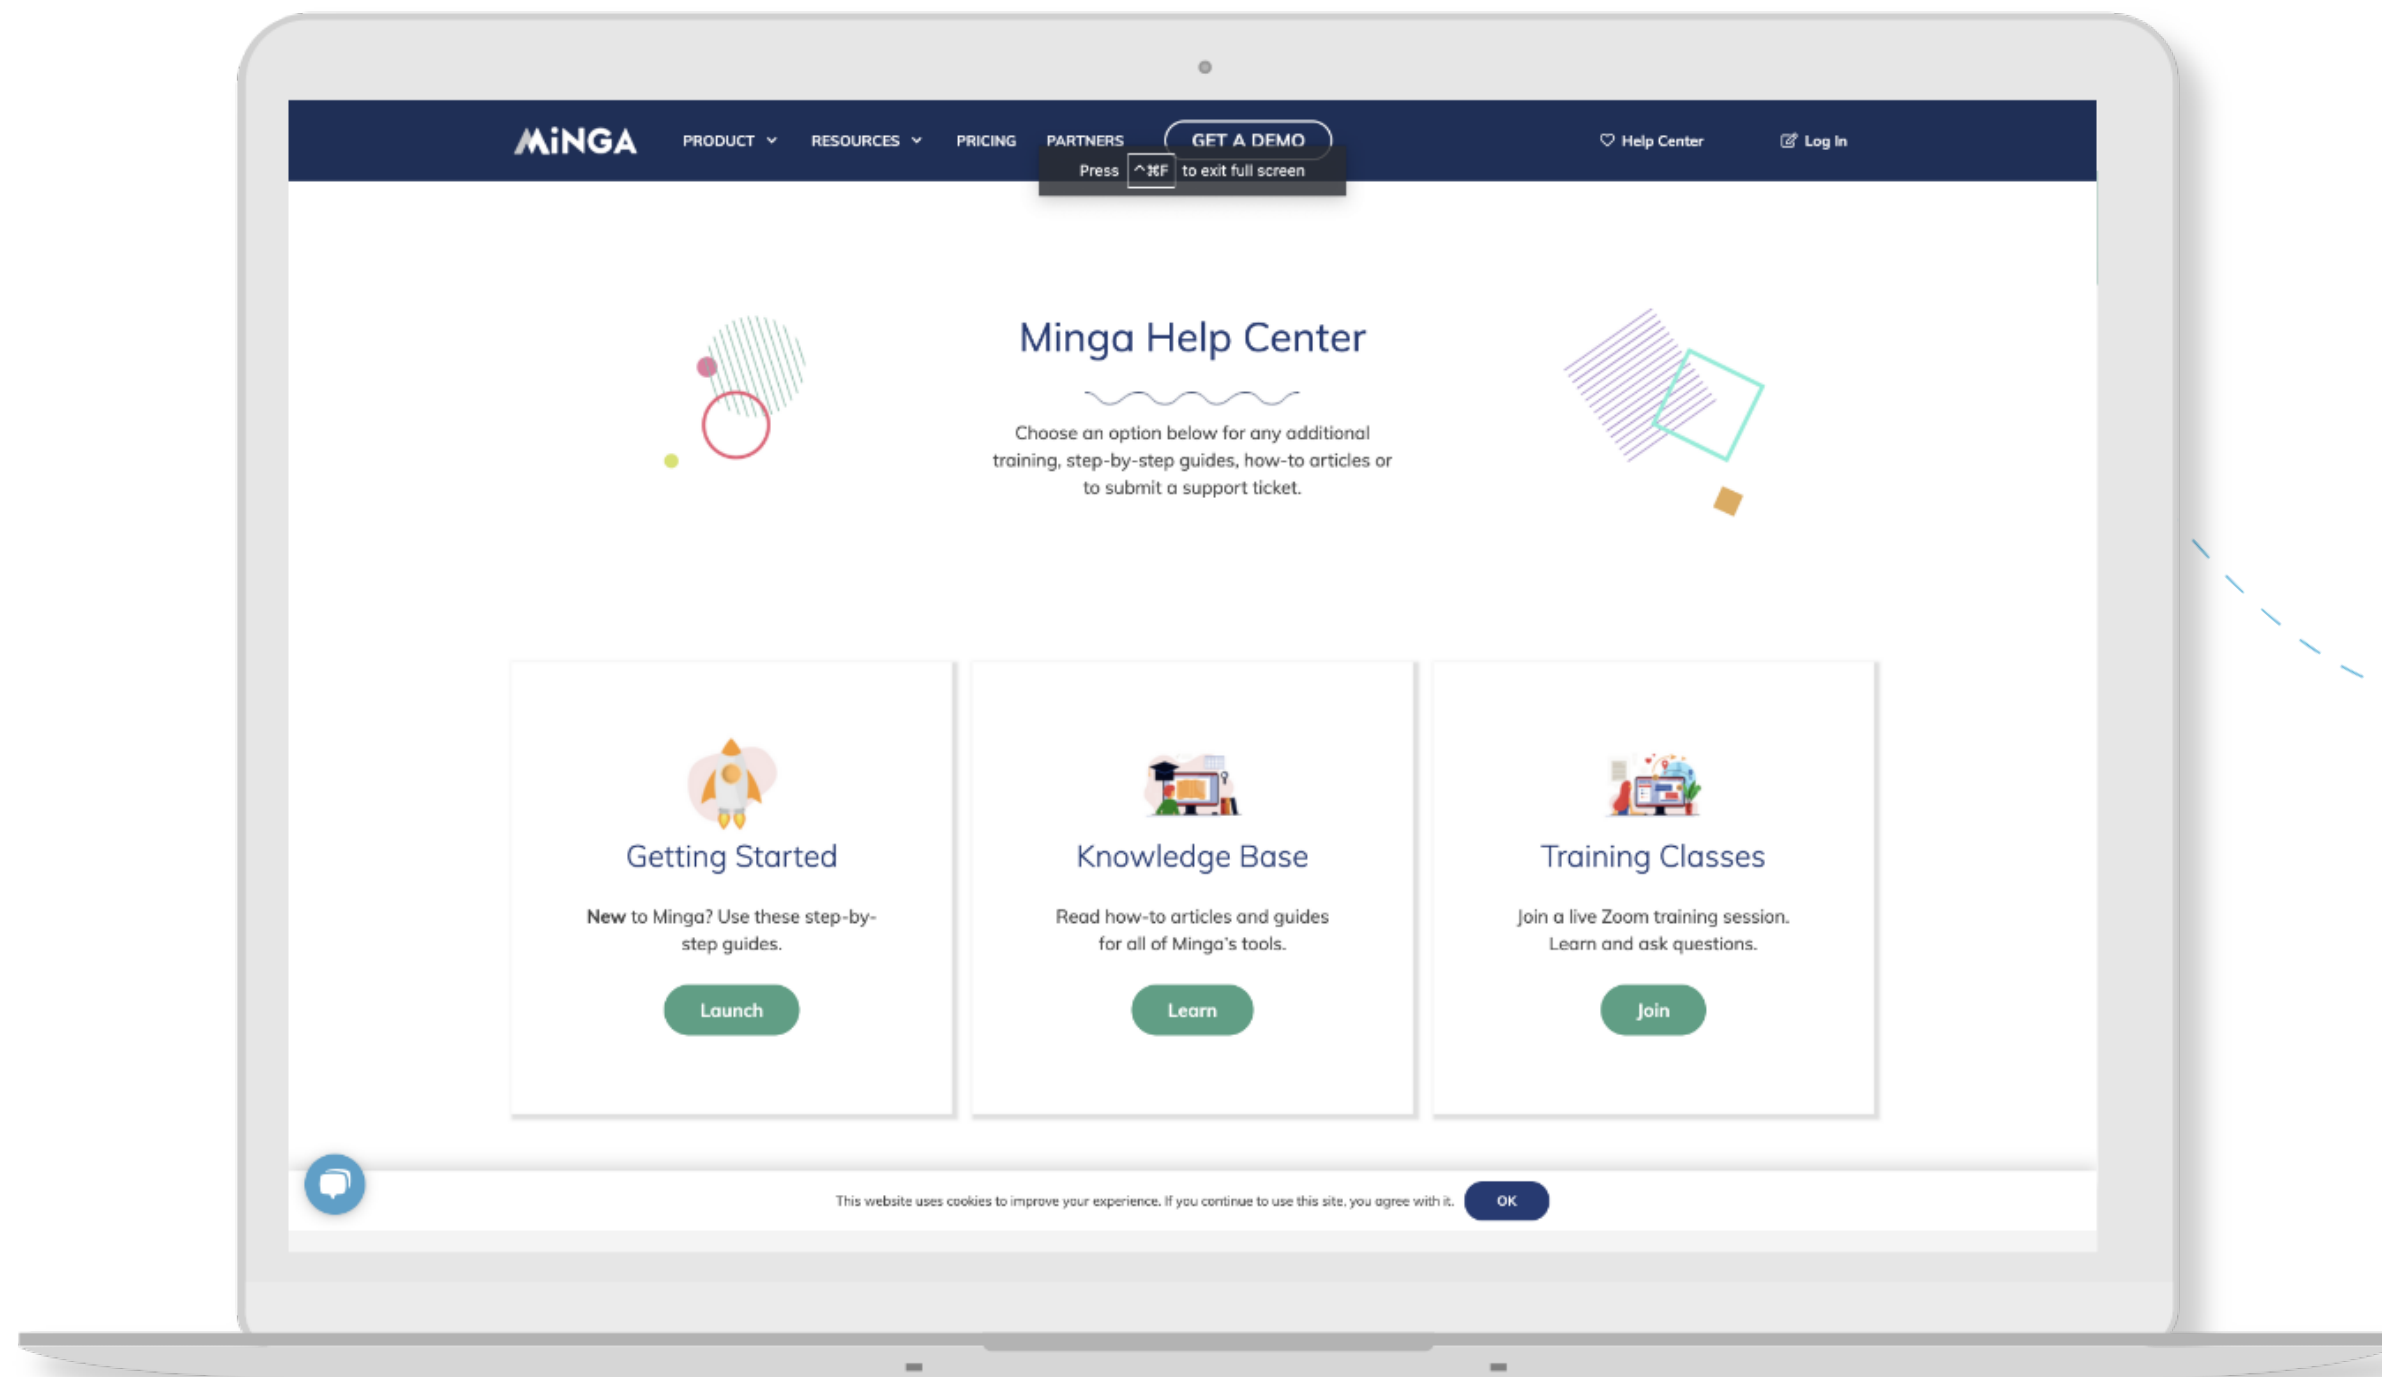 MiNGA
PRODUCT
RESOURCES
PRICING
PARTNERS
GET A DEMO
Help Center
Log In
Press ^⌘F to exit full screen
Minga Help Center
Choose an option below for any additional
training, step-by-step guides, how-to articles or
to submit a support ticket.
Getting Started
New to Minga? Use these step-by-
step guides.
Launch
Knowledge Base
Read how-to articles and guides
for all of Minga's tools.
Learn
Training Classes
Join a live Zoom training session.
Learn and ask questions.
Join
This website uses cookies to improve your experience. If you continue to use this site, you agree with it.
OK